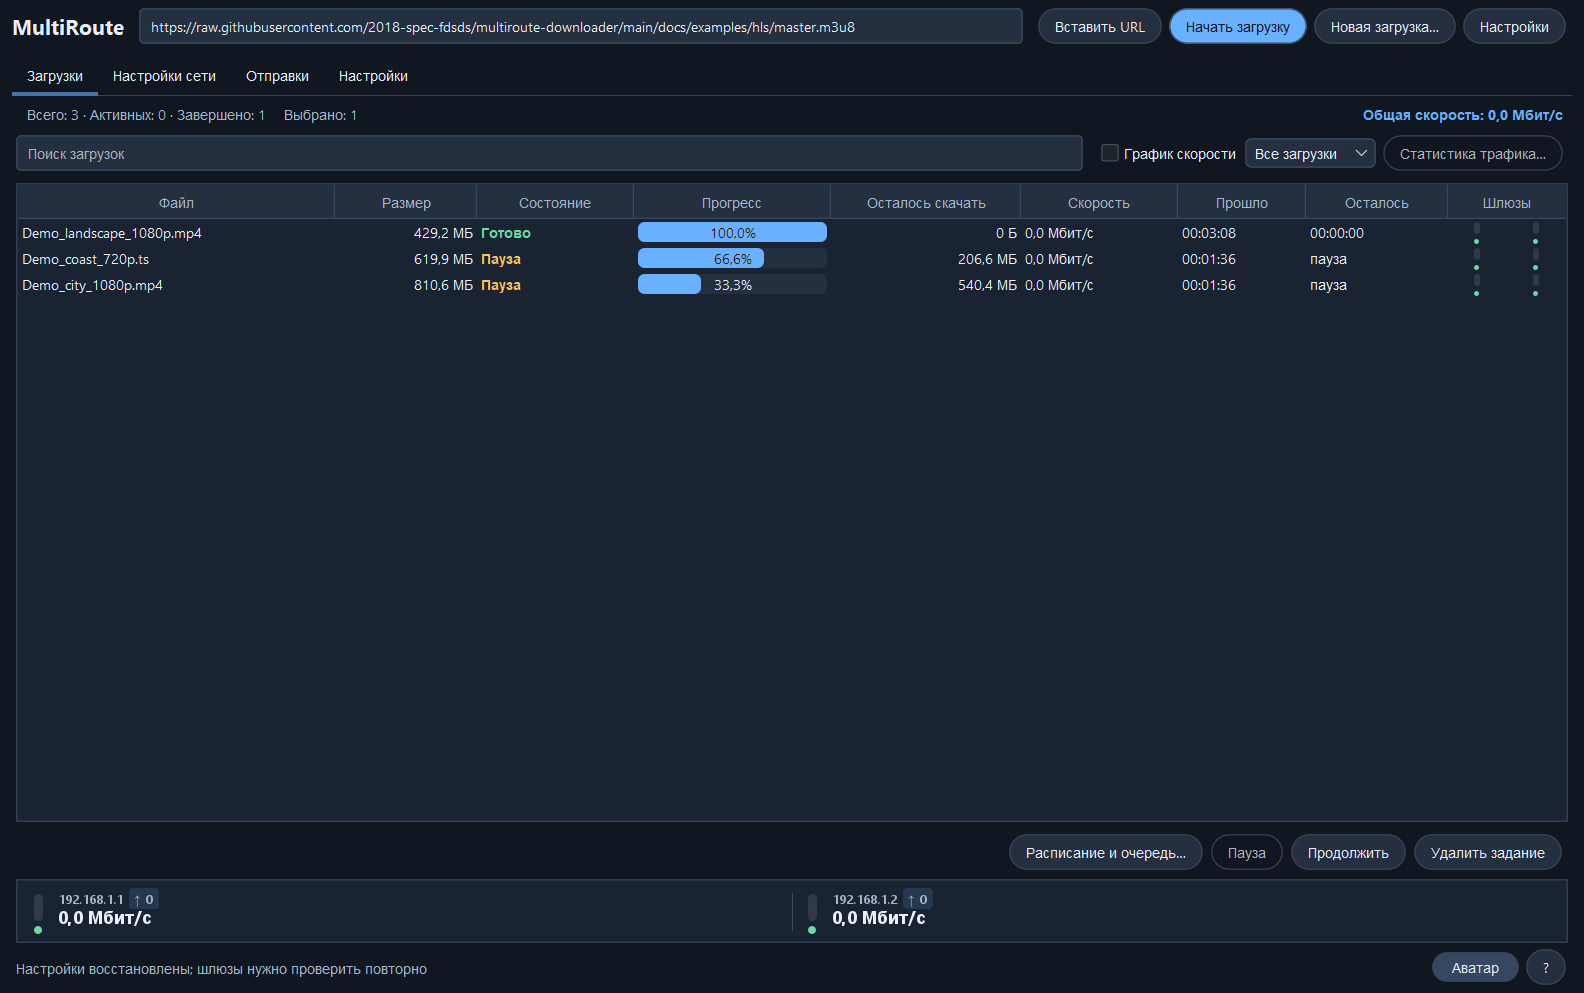 MultiRoute
https://raw.githubusercontent.com/2018-spec-fdsds/multiroute-downloader/main/docs/examples/hls/master.m3u8
Вставить URL
Начать загрузку
Новая загрузка...
Настройки
Загрузки
Настройки сети
Отправки
Настройки
Всего: 3 · Активных: 0 · Завершено: 1 Выбрано: 1
Общая скорость: 0,0 Мбит/с
Поиск загрузок
График скорости
Все загрузки
Статистика трафика...
Файл Размер Состояние Прогресс Осталось скачать Скорость Прошло Осталось Шлюзы
Demo_landscape_1080p.mp4 429,2 МБ Готово 100,0% 0 Б 0,0 Мбит/с 00:03:08 00:00:00
Demo_coast_720p.ts 619,9 МБ Пауза 66,6% 206,6 МБ 0,0 Мбит/с 00:01:36 пауза
Demo_city_1080p.mp4 810,6 МБ Пауза 33,3% 540,4 МБ 0,0 Мбит/с 00:01:36 пауза
Расписание и очередь...
Пауза
Продолжить
Удалить задание
192.168.1.1 ↑ 0
0,0 Мбит/с
192.168.1.2 ↑ 0
0,0 Мбит/с
Настройки восстановлены; шлюзы нужно проверить повторно
Аватар
?